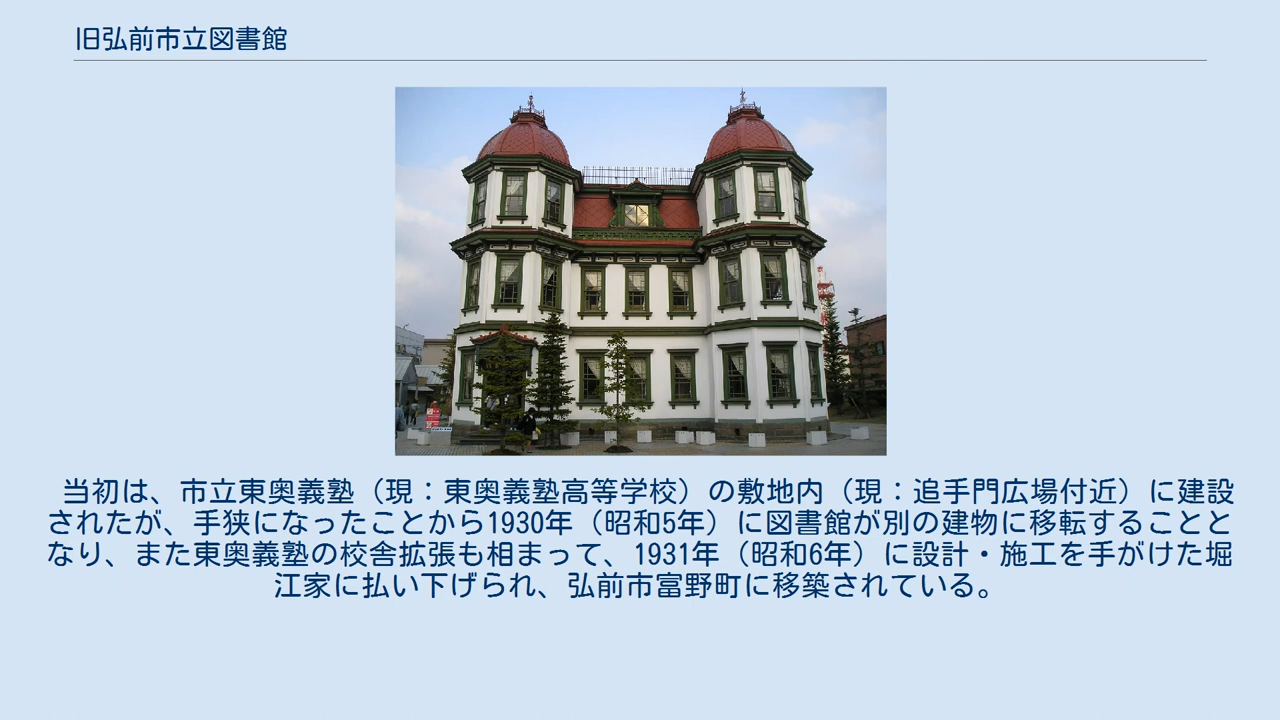 旧弘前市立図書館
当初は、市立東奥義塾（現：東奥義塾高等学校）の敷地内（現：追手門広場付近）に建設
されたが、手狭になったことから1930年（昭和5年）に図書館が別の建物に移転することと
なり、また東奥義塾の校舎拡張も相まって、1931年（昭和6年）に設計・施工を手がけた堀
江家に払い下げられ、弘前市富野町に移築されている。